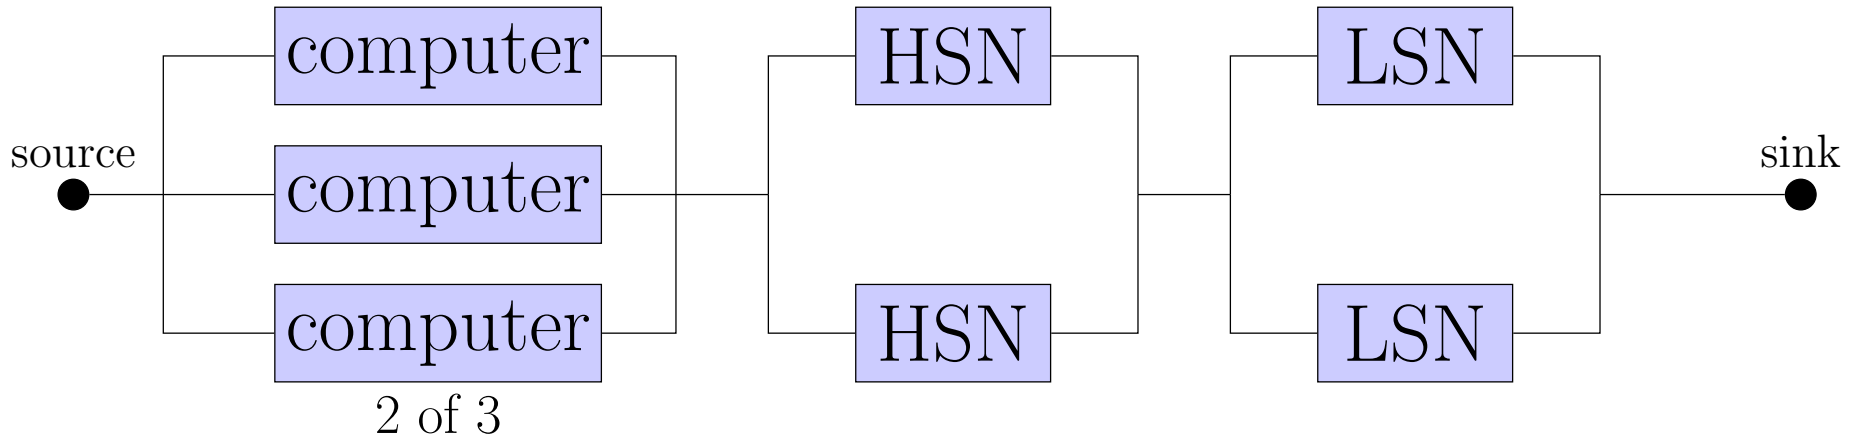 source
computer
computer
computer
2 of 3
HSN
HSN
LSN
LSN
sink